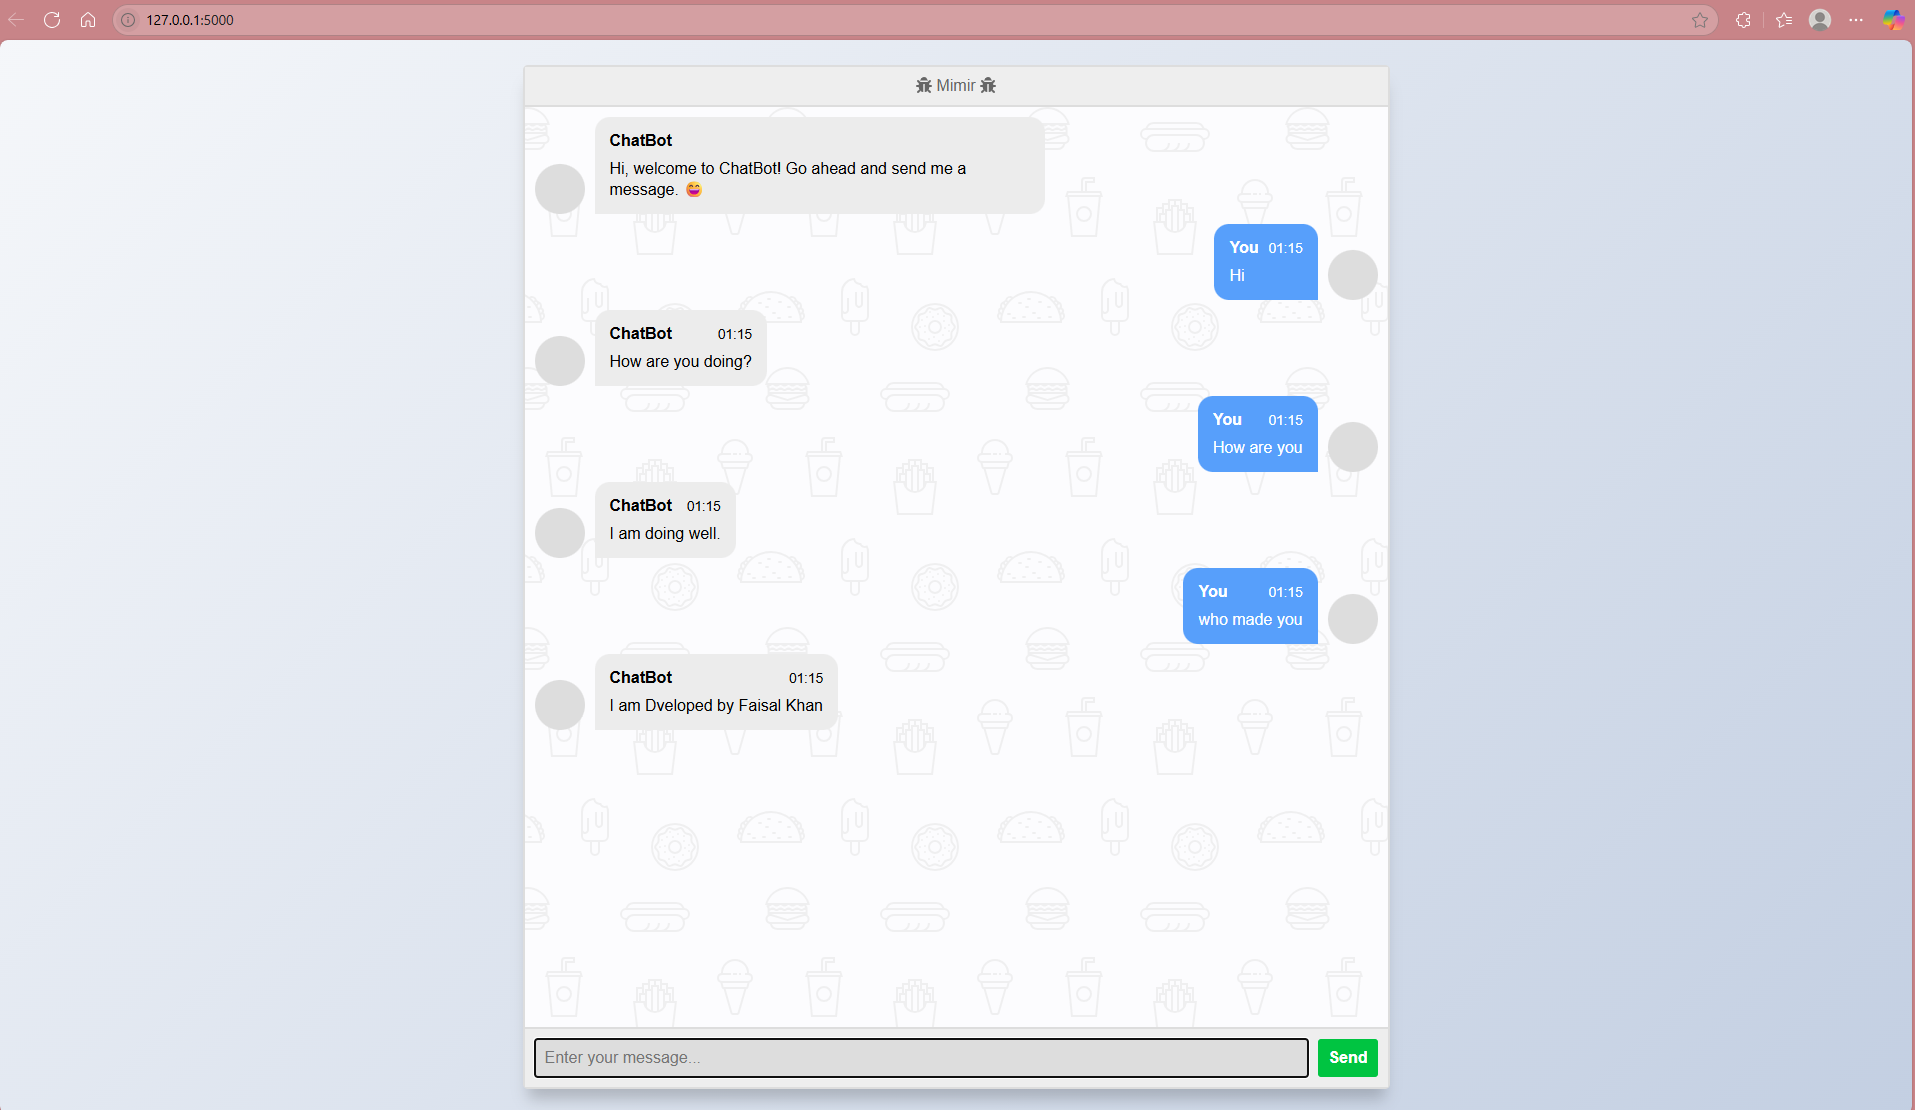 127.0.0.1:5000
Mimir
ChatBot
Hi, welcome to ChatBot! Go ahead and send me a
message. 😄
You 01:15
Hi
ChatBot 01:15
How are you doing?
You 01:15
How are you
ChatBot 01:15
I am doing well.
You 01:15
who made you
ChatBot 01:15
I am Dveloped by Faisal Khan
Enter your message...
Send